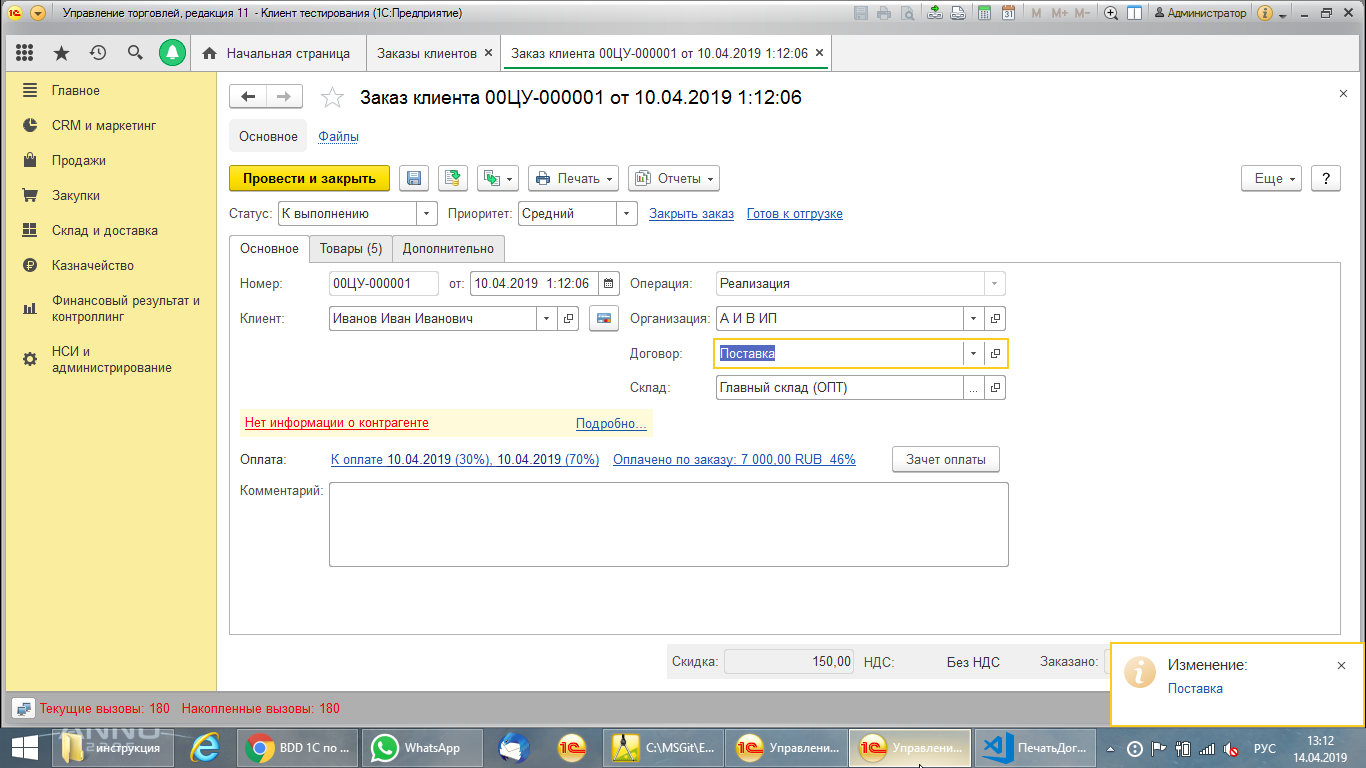 Управление торговлей, редакция 11 - Клиент тестирования (1С:Предприятие)
M M+ M- Администратор
Начальная страница Заказы клиентов × Заказ клиента 00ЦУ-000001 от 10.04.2019 1:12:06 ×
Главное
CRM и маркетинг
Продажи
Закупки
Склад и доставка
Казначейство
Финансовый результат и
контроллинг
НСИ и
администрирование
Заказ клиента 00ЦУ-000001 от 10.04.2019 1:12:06
Основное Файлы
Провести и закрыть Печать Отчеты Еще ?
Статус: К выполнению Приоритет: Средний Закрыть заказ Готов к отгрузке
Основное Товары (5) Дополнительно
Номер: 00ЦУ-000001 от: 10.04.2019 1:12:06 Операция: Реализация
Клиент: Иванов Иван Иванович Организация: А И В ИП
Договор: Поставка
Склад: Главный склад (ОПТ) ...
Нет информации о контрагенте Подробно...
Оплата: К оплате 10.04.2019 (30%), 10.04.2019 (70%) Оплачено по заказу: 7 000,00 RUB 46% Зачет оплаты
Комментарий:
Скидка: 150,00 НДС: Без НДС Заказано:
Изменение:
Поставка
Текущие вызовы: 180 Накопленные вызовы: 180
инструкция BDD 1С по ... WhatsApp C:\MSGit\E... Управлени... Управлени... ПечатьДог... РУС 13:12
14.04.2019